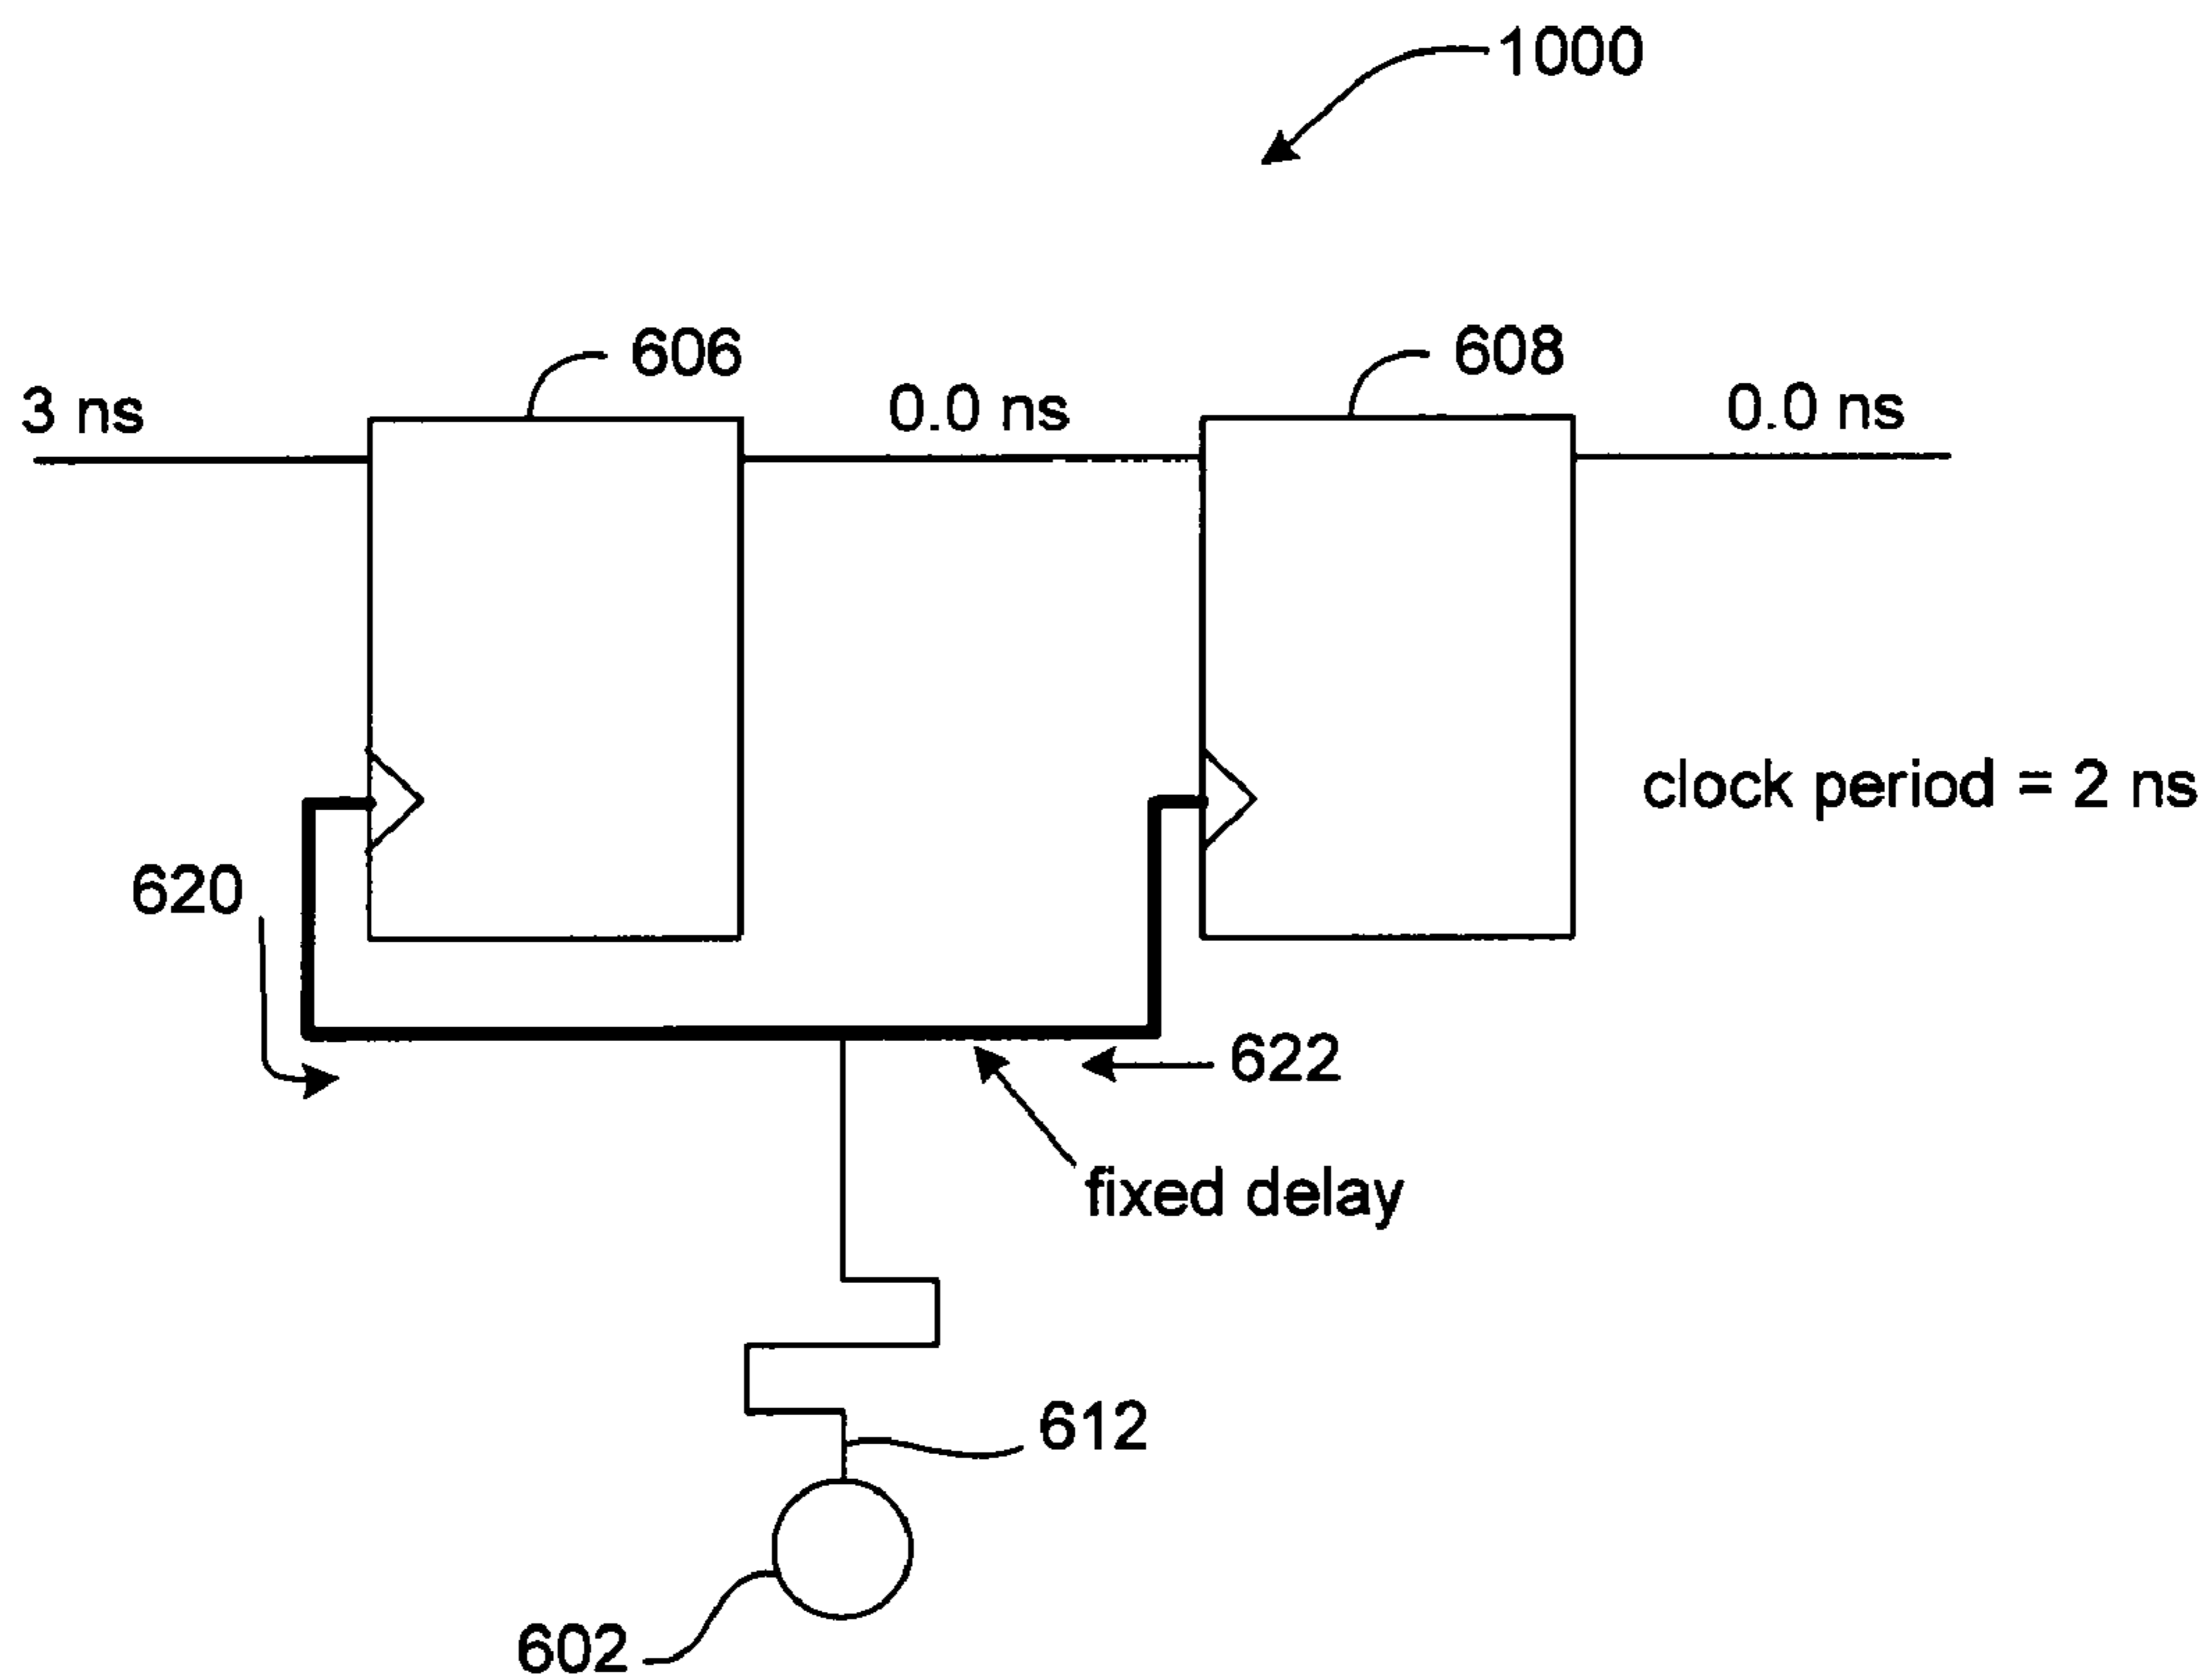 1000
606
608
3 ns
0.0 ns
0.0 ns
clock period = 2 ns
620
622
fixed delay
612
602